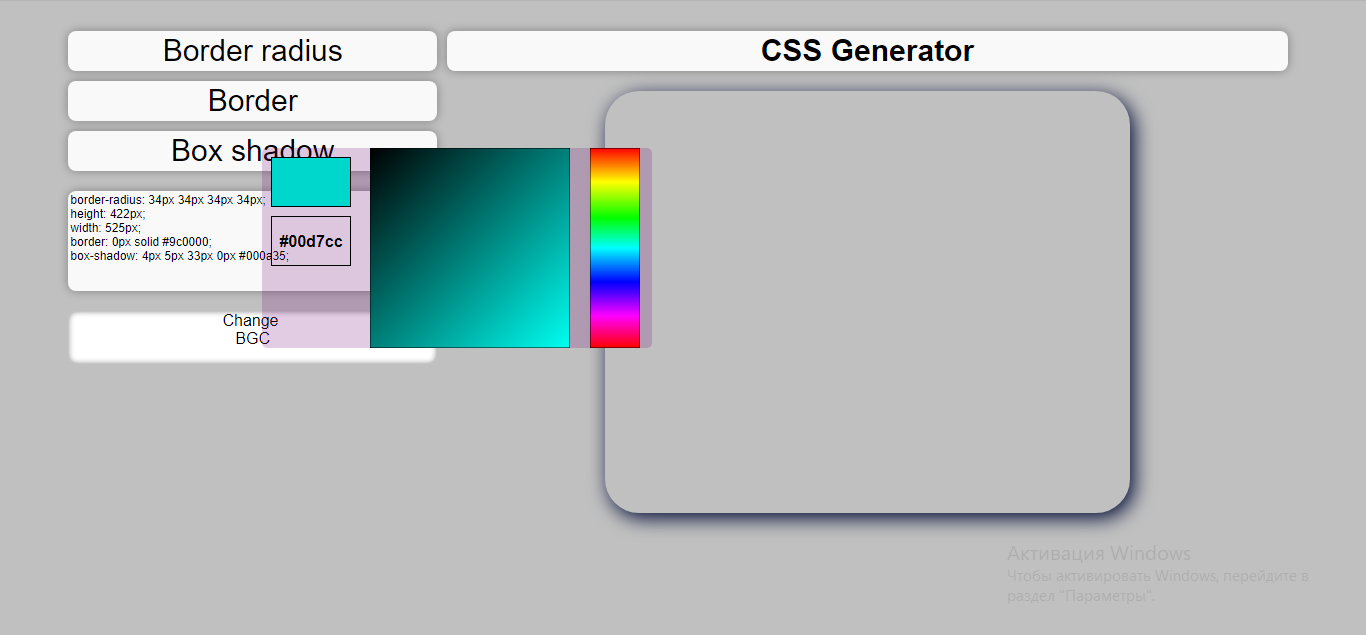 Border radius
CSS Generator
Border
Box shadow
border-radius: 34px 34px 34px 34px;
height: 422px;
width: 525px;
border: 0px solid #9c0000;
box-shadow: 4px 5px 33px 0px #000a35;
#00d7cc
Change
BGC
Активация Windows
Чтобы активировать Windows, перейдите в
раздел "Параметры".